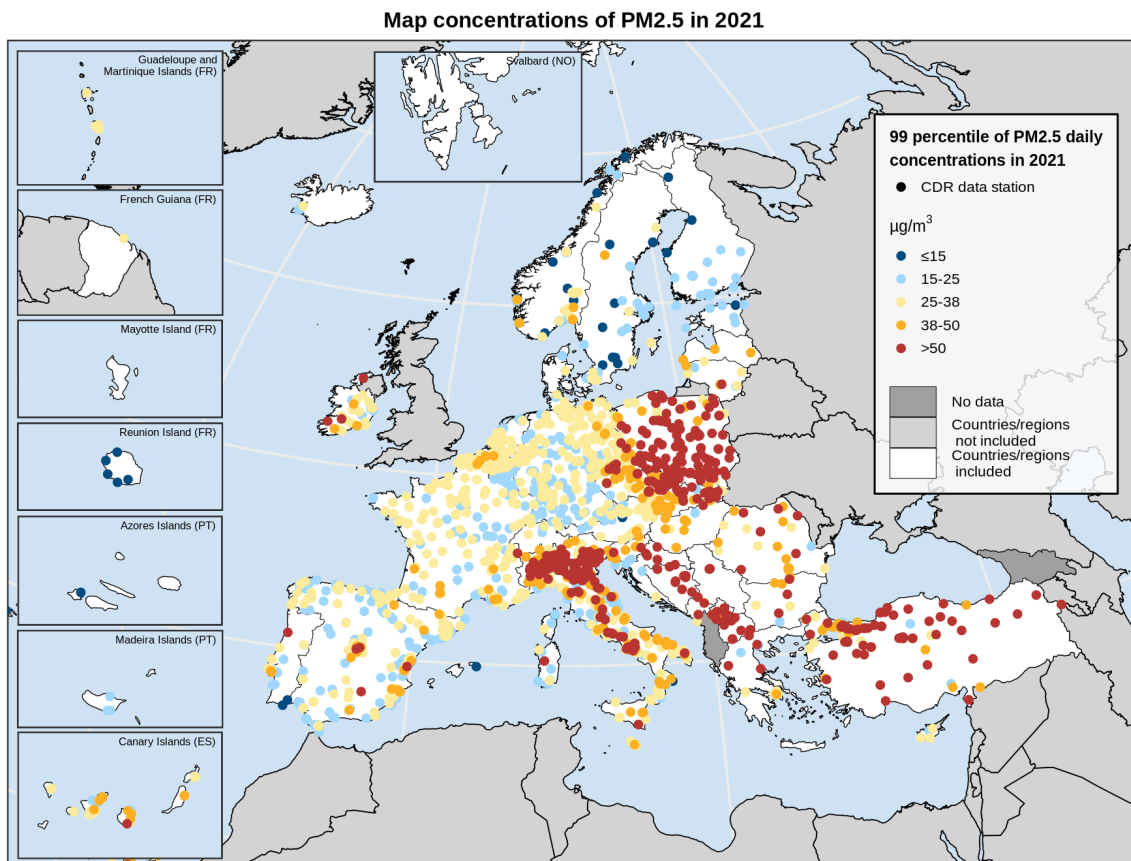 Map concentrations of PM2.5 in 2021
Guadeloupe and
Martinique Islands (FR)
Svalbard (NO)
French Guiana (FR)
Mayotte Island (FR)
Reunion Island (FR)
Azores Islands (PT)
Madeira Islands (PT)
Canary Islands (ES)
99 percentile of PM2.5 daily
concentrations in 2021
CDR data station
µg/m³
≤15
15-25
25-38
38-50
>50
No data
Countries/regions
not included
Countries/regions
included